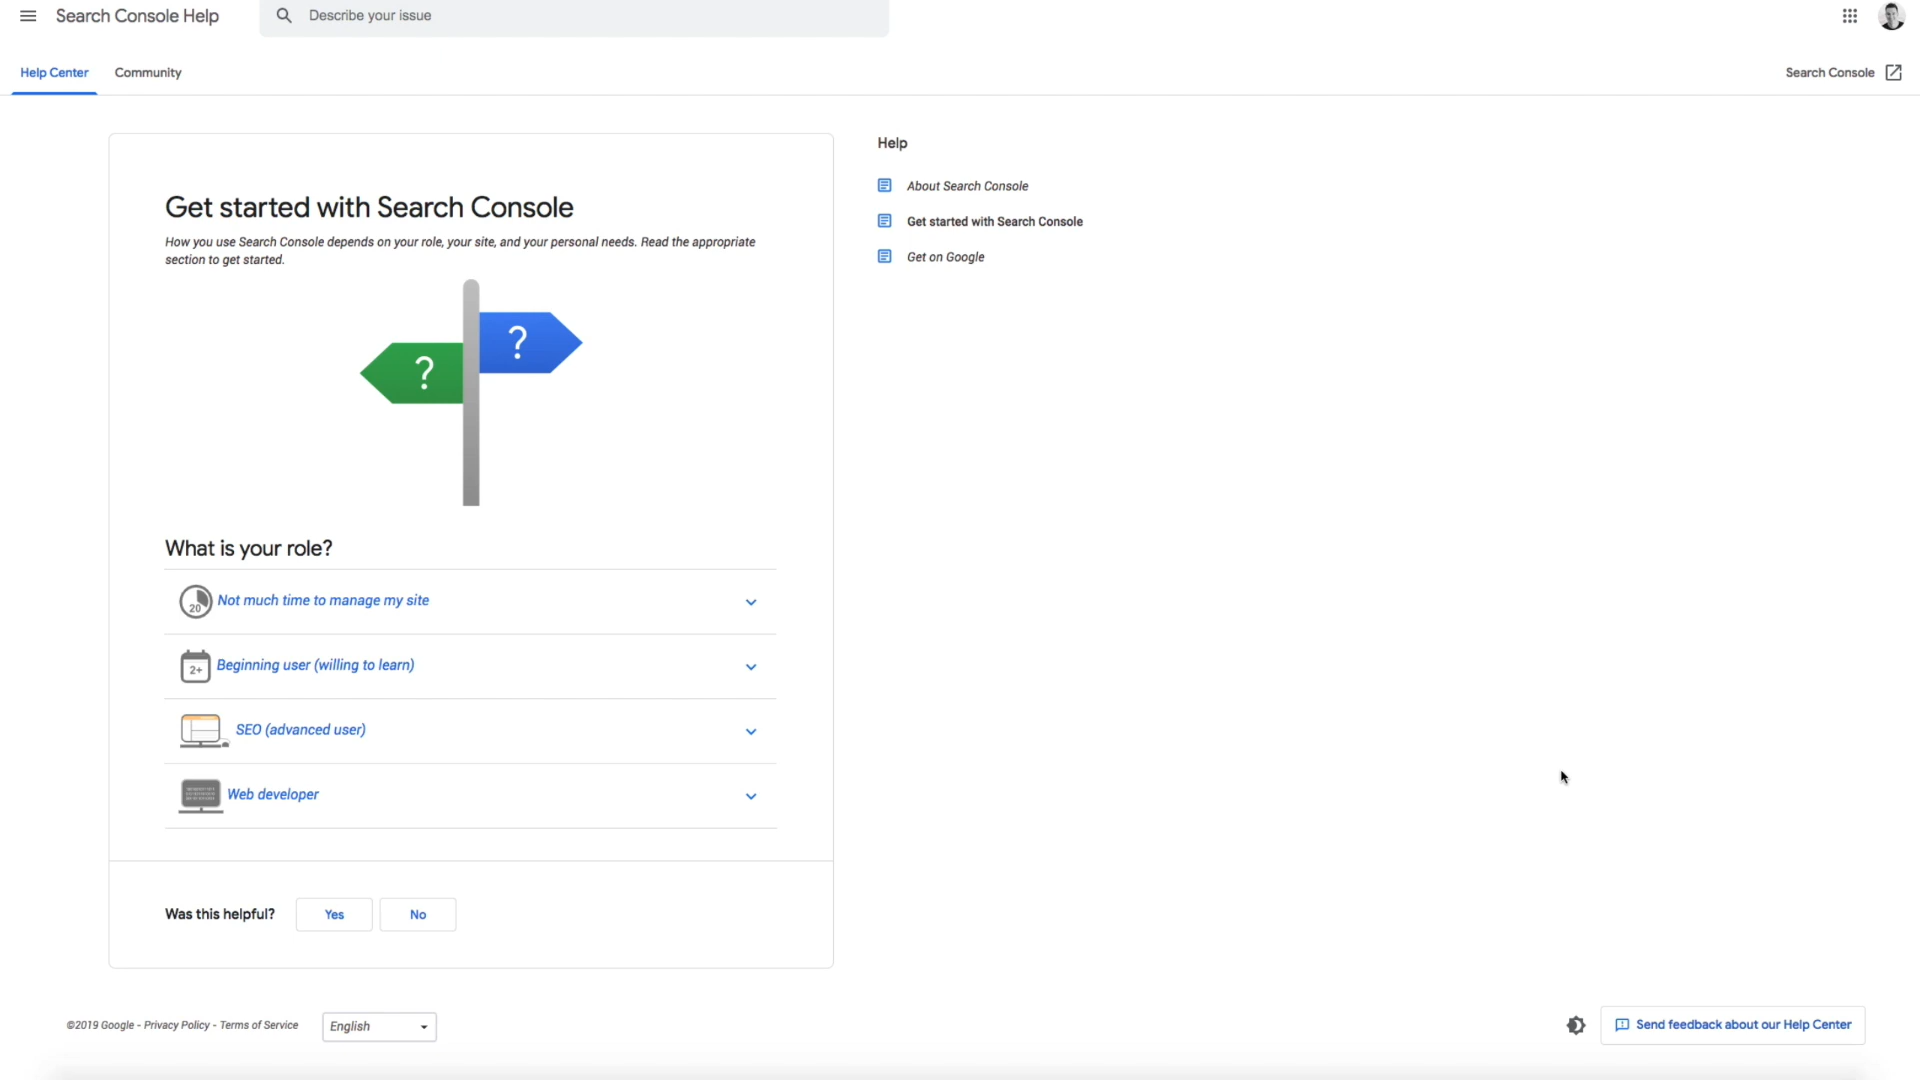 Search Console Help
Describe your issue
Help Center
Community
Search Console
Get started with Search Console
How you use Search Console depends on your role, your site, and your personal needs. Read the appropriate
section to get started.
?
?
What is your role?
20
Not much time to manage my site
2+
Beginning user (willing to learn)
SEO (advanced user)
Web developer
Was this helpful?
Yes
No
Help
About Search Console
Get started with Search Console
Get on Google
©2019 Google - Privacy Policy - Terms of Service
English
Send feedback about our Help Center